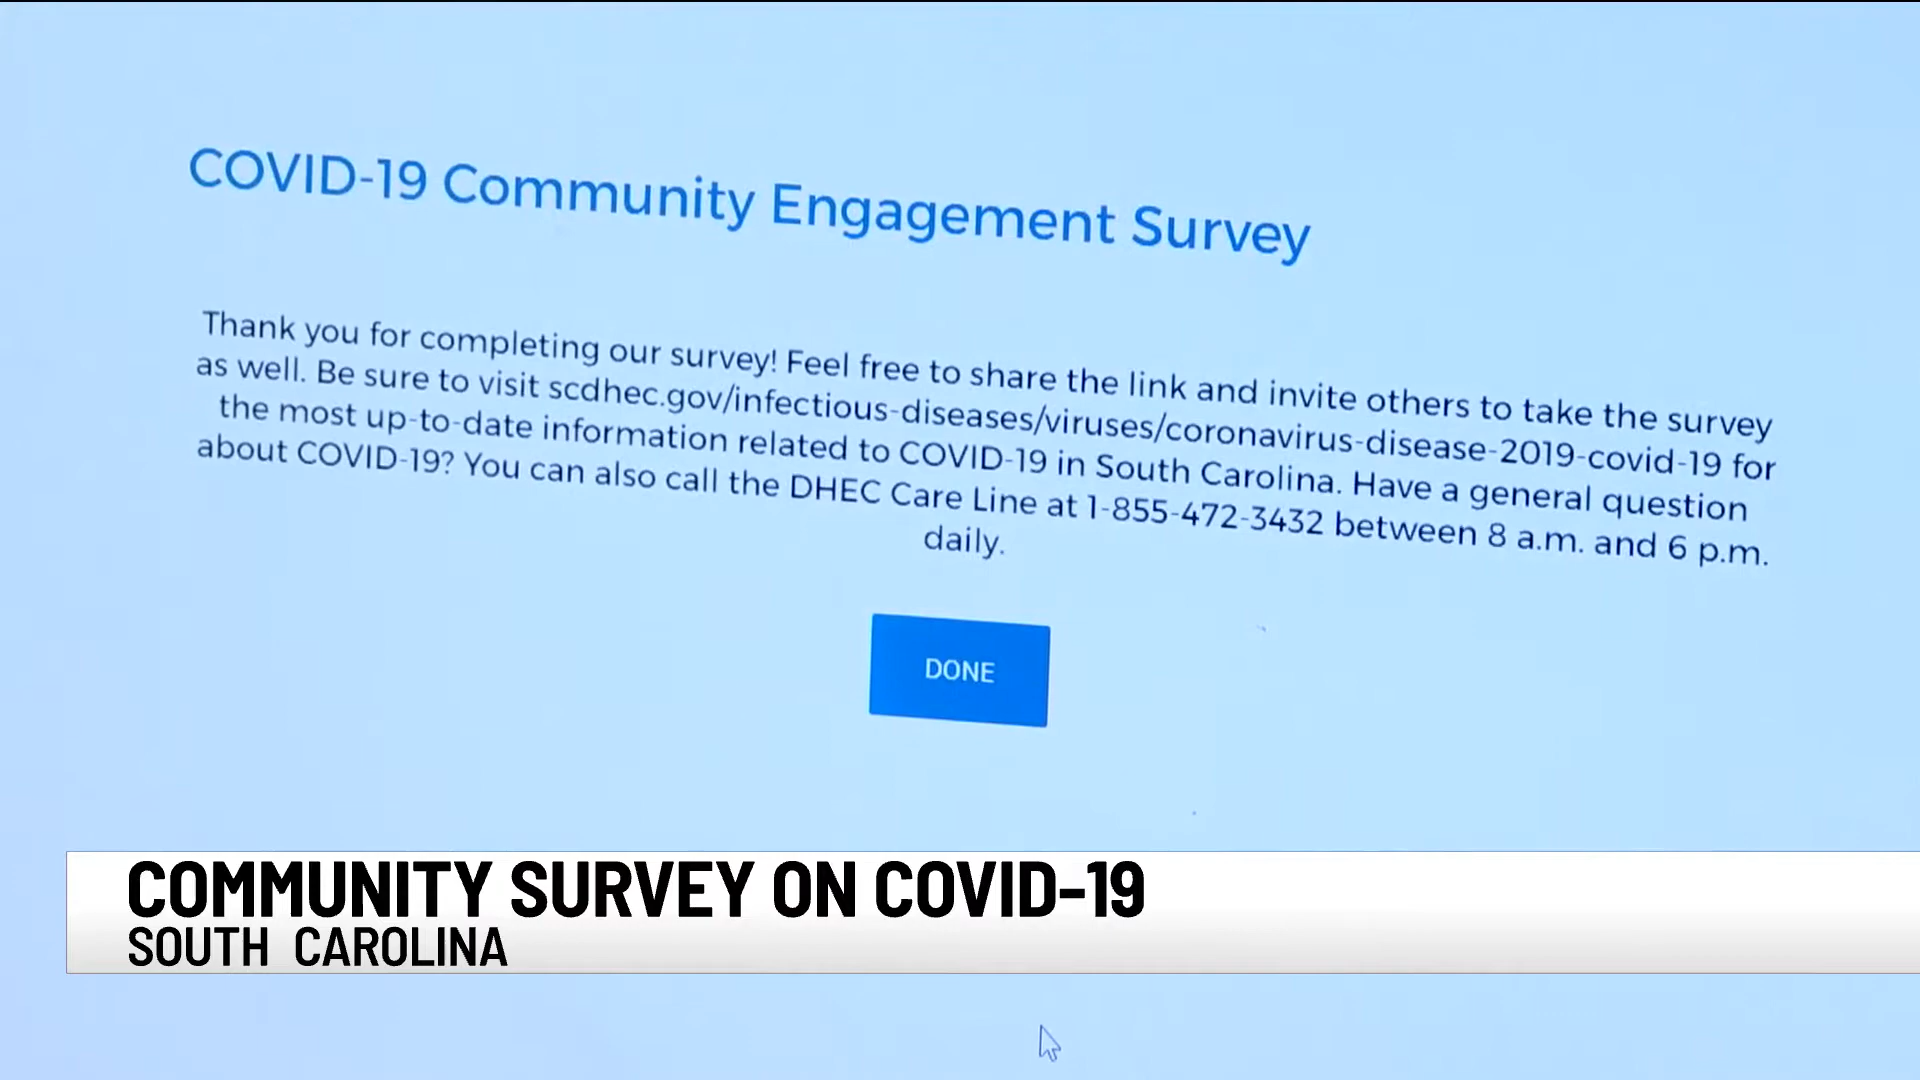 COVID-19 Community Engagement Survey
Thank you for completing our survey! Feel free to share the link and invite others to take the survey
as well. Be sure to visit scdhec.gov/infectious-diseases/viruses/coronavirus-disease-2019-covid-19 for
the most up-to-date information related to COVID-19 in South Carolina. Have a general question
about COVID-19? You can also call the DHEC Care Line at 1-855-472-3432 between 8 a.m. and 6 p.m.
daily.
DONE
COMMUNITY SURVEY ON COVID-19
SOUTH CAROLINA